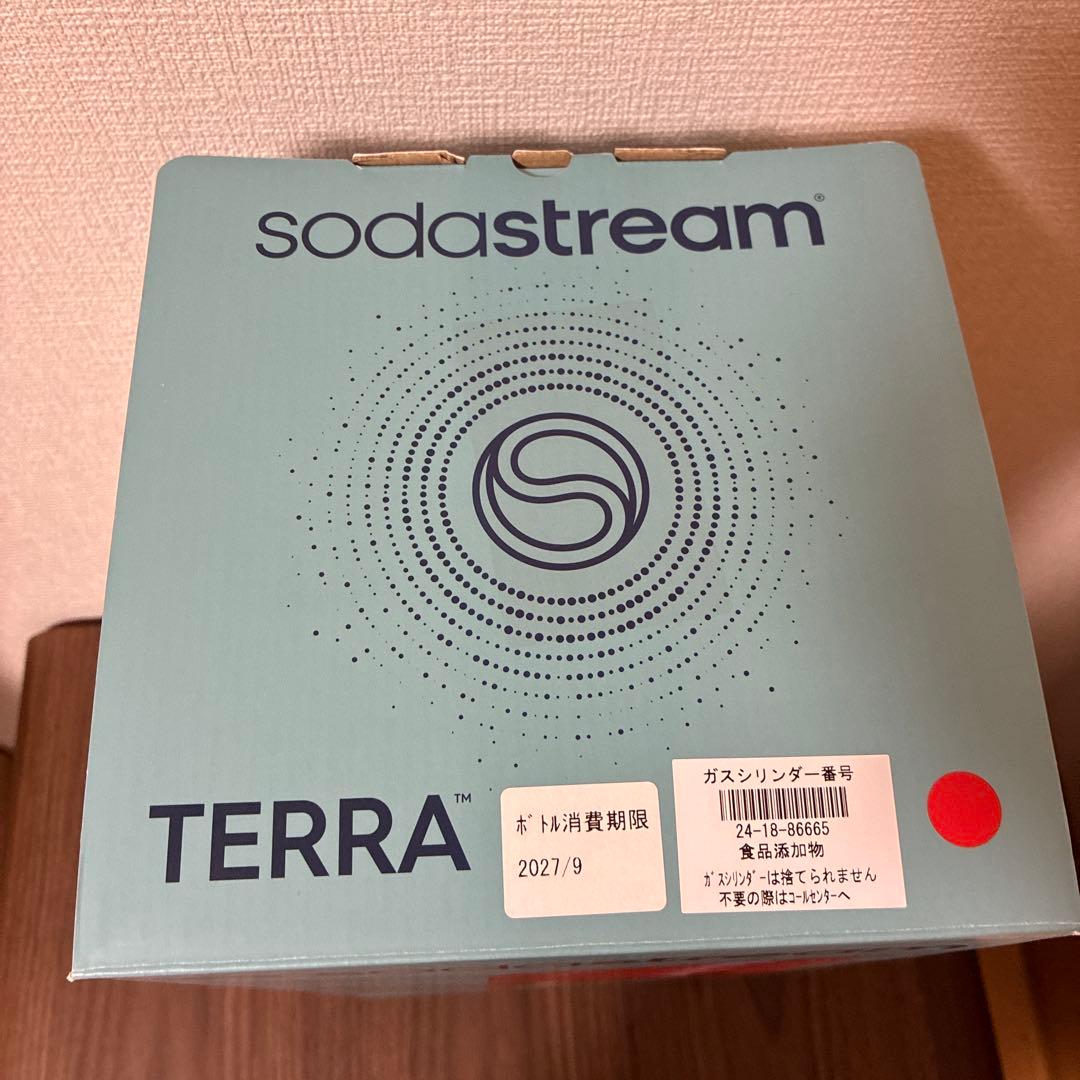 sodastream®
TERRA™
ﾎﾞﾄﾙ消費期限
2027/9
ガスシリンダー番号
24-18-86665
食品添加物
ｶﾞｽｼﾘﾝﾀﾞｰは捨てられません
不要の際はｺｰﾙｾﾝﾀｰへ